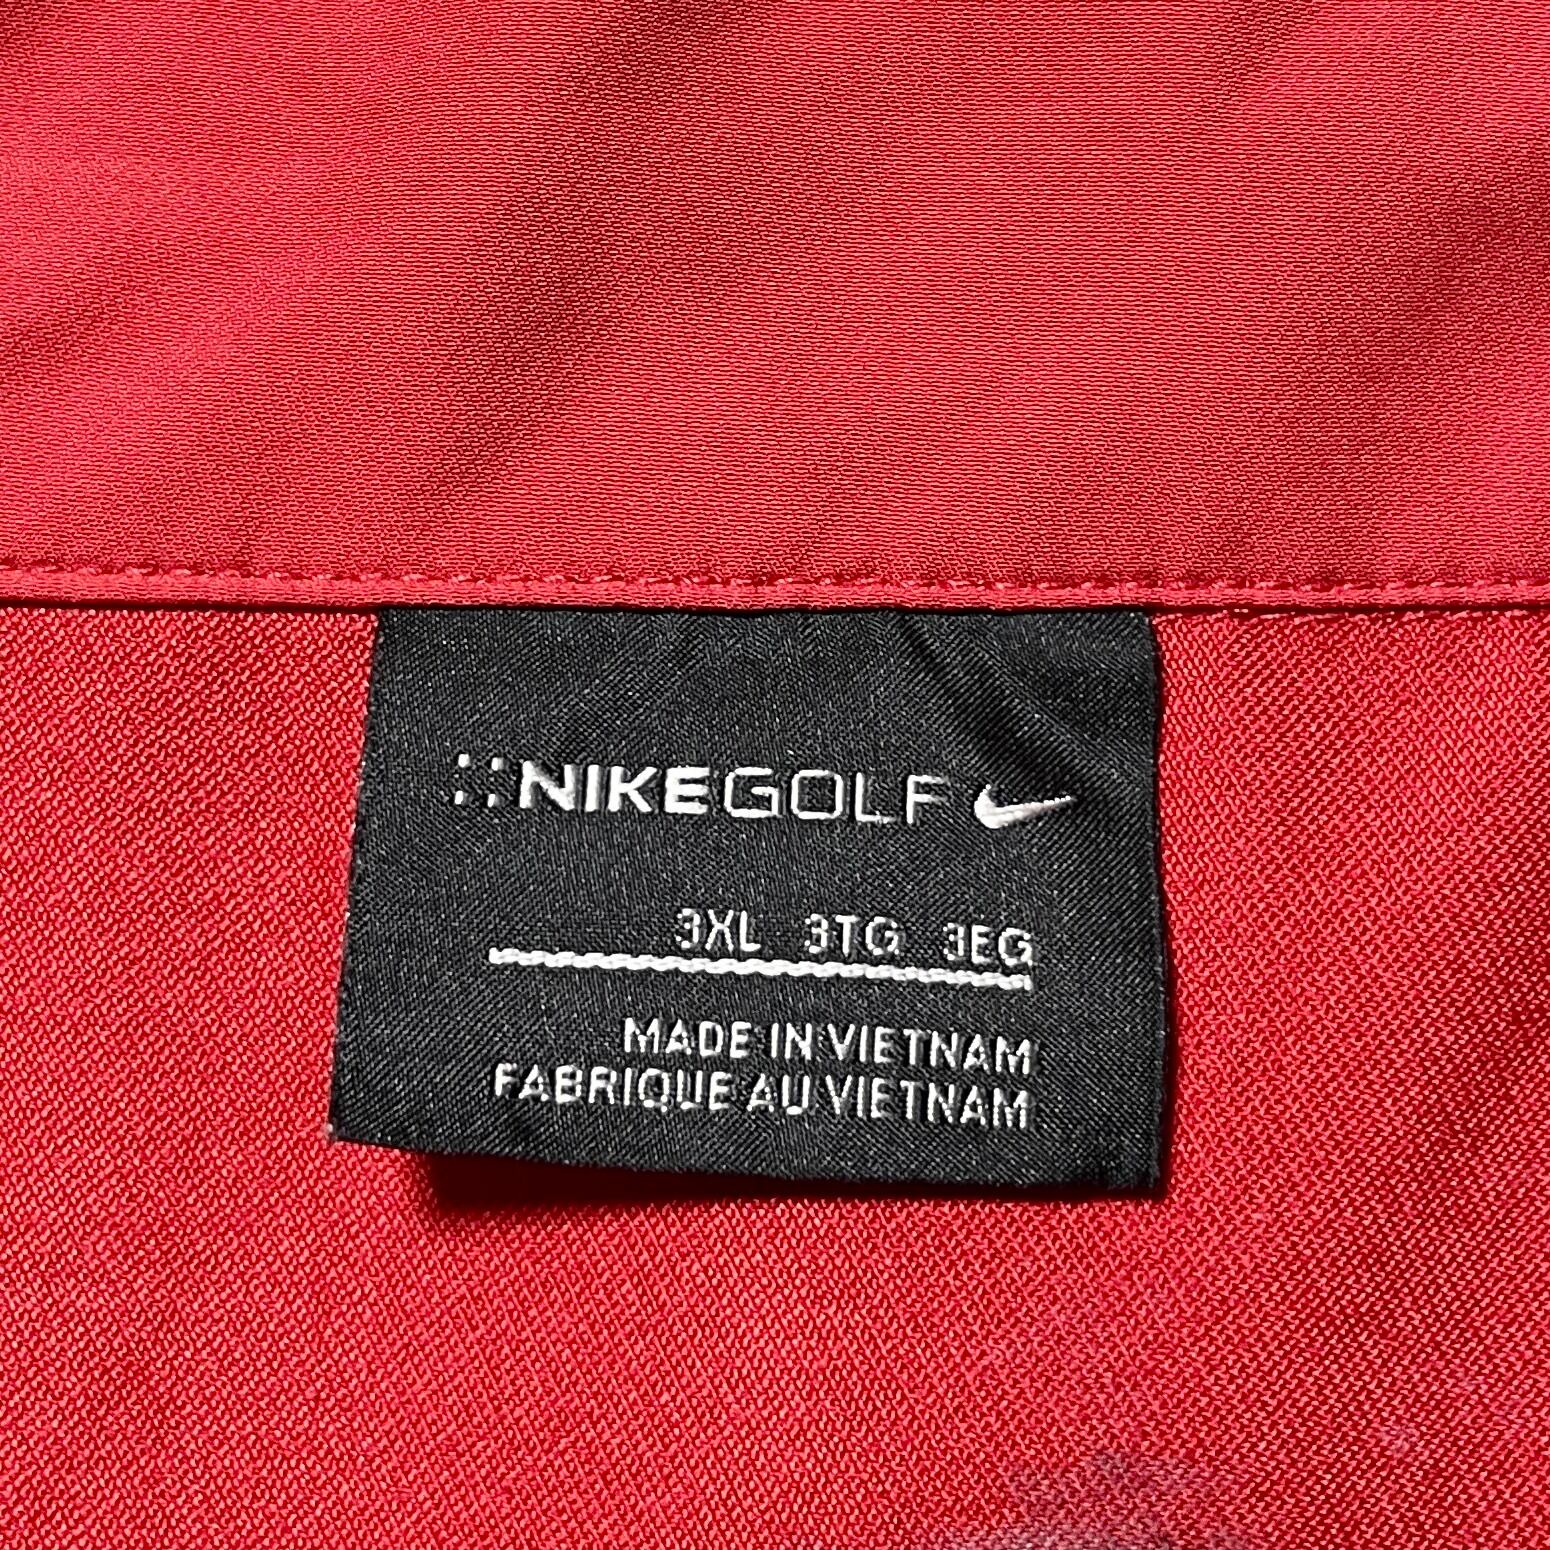 NIKEGOLF
3XL 3TG 3EG
MADE IN VIETNAM
FABRIQUE AU VIETNAM